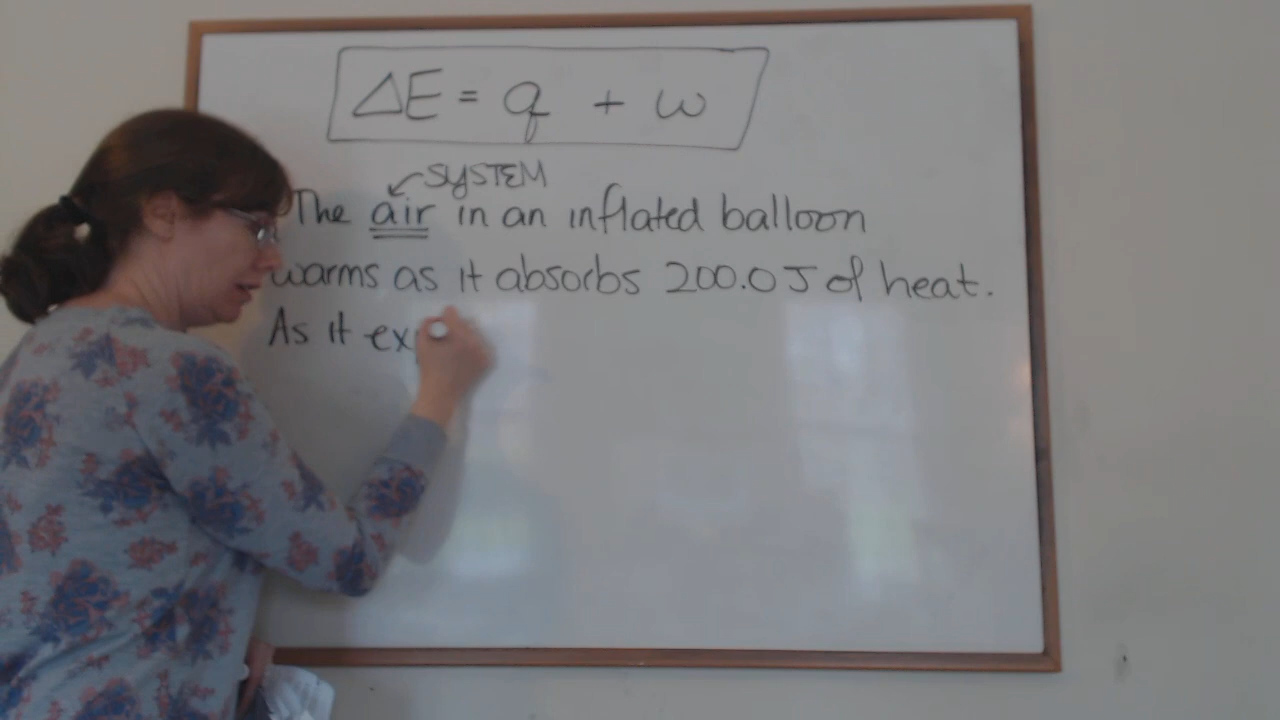 ΔE = q + w
SYSTEM
The air in an inflated balloon
warms as it absorbs 200.0 J of heat.
As it ex